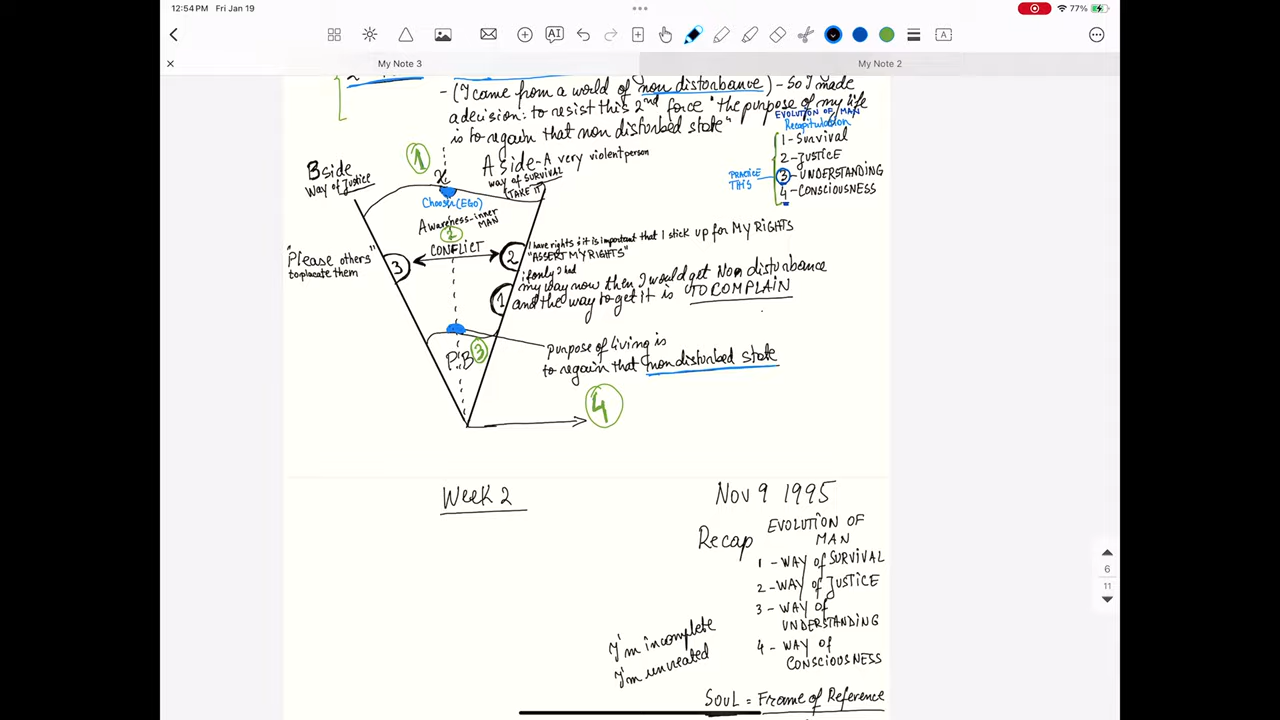 12:54PM Fri Jan 19
77%
My Note 3
My Note 2
- (I came from a world of non disturbance) - So I made
a decision: to resist this 2nd force "the purpose of my life
is to regain that non disturbed state"
EVOLUTION OF MAN
Recapitulation
1 - Survival
2 - JUSTICE
3 - UNDERSTANDING
4 - CONSCIOUSNESS
PRACTICE
THIS
1
B side
Way of Justice
X
A side - A very violent person
way of SURVIVAL
(TAKE IT)
Chooser (EGO)
Awareness - inner
MAN
2
CONFLICT
"Please others"
to placate them
3
2
I have rights & it is important that I stick up for MY RIGHTS
"ASSERT MY RIGHTS"
1
if only I had
my way now then I would get Non disturbance
and the way to get it is TO COMPLAIN
P."B
3
purpose of living is
to regain that non disturbed state
4
Week 2
Nov 9 1995
Recap
EVOLUTION OF
MAN
1 - WAY of SURVIVAL
2 - WAY of JUSTICE
3 - WAY of
UNDERSTANDING
4 - WAY of
CONSCIOUSNESS
I'm incomplete
I'm uncreated
SOUL = Frame of Reference
6
11